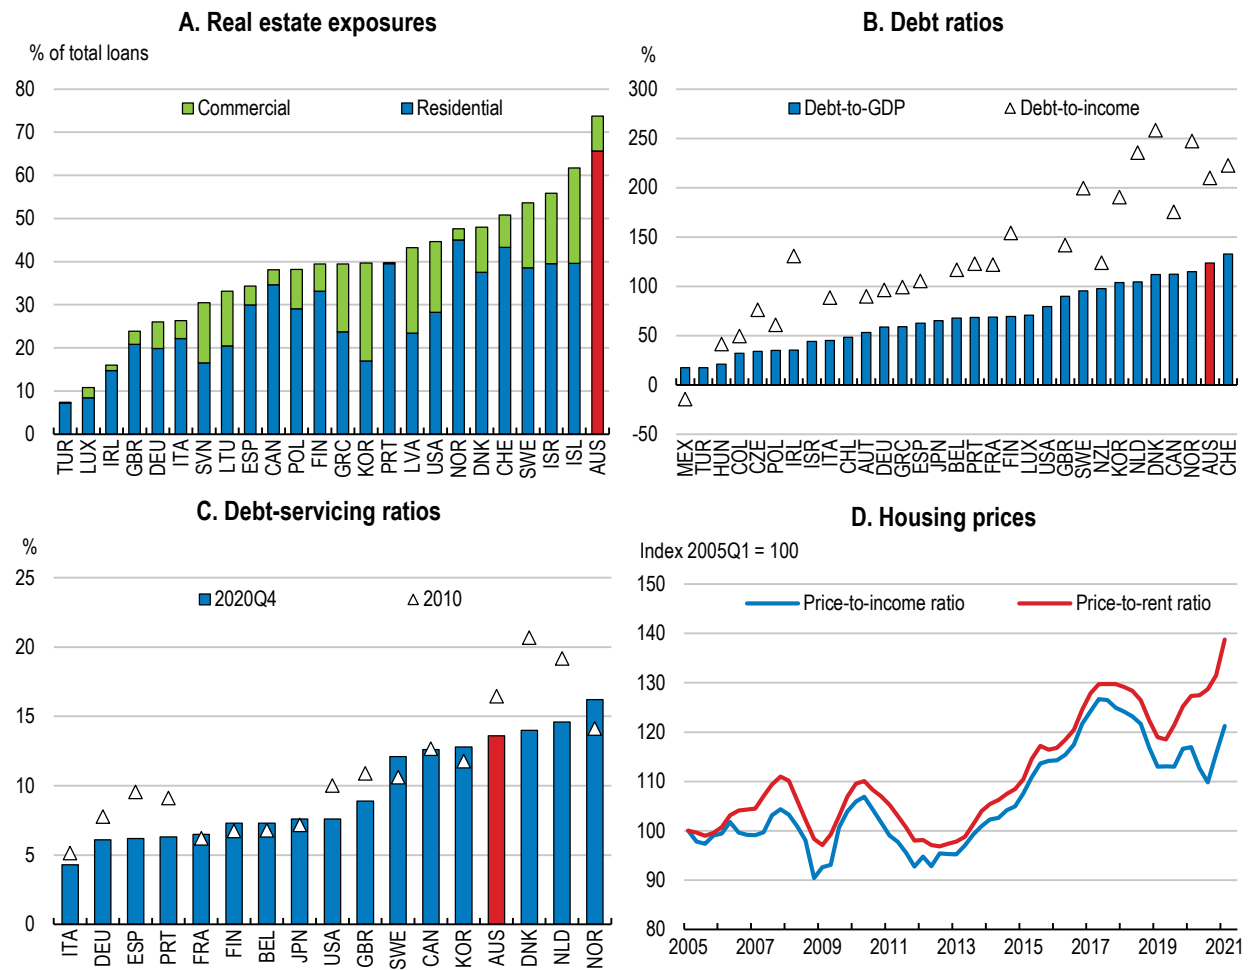 A. Real estate exposures
% of total loans
80
70
60
50
40
30
20
10
0
Commercial
Residential
TUR LUX IRL GBR DEU ITA SVN LTU ESP CAN POL FIN GRC KOR PRT LVA USA NOR DNK CHE SWE ISR ISL AUS
B. Debt ratios
%
300
250
200
150
100
50
0
-50
Debt-to-GDP
Debt-to-income
MEX TUR HUN COL CZE POL IRL ISR ITA CHL AUT DEU GRC ESP JPN BEL PRT FRA FIN LUX USA GBR SWE NZL KOR NLD DNK CAN NOR AUS CHE
C. Debt-servicing ratios
%
25
20
15
10
5
0
2020Q4
2010
ITA DEU ESP PRT FRA FIN BEL JPN USA GBR SWE CAN KOR AUS DNK NLD NOR
D. Housing prices
Index 2005Q1 = 100
150
140
130
120
110
100
90
80
Price-to-income ratio
Price-to-rent ratio
2005 2007 2009 2011 2013 2015 2017 2019 2021